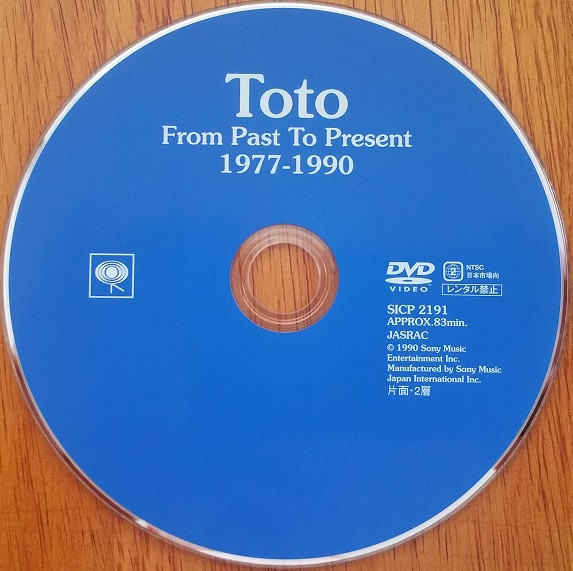 Toto
From Past To Present
1977-1990
DVD
VIDEO
2
NTSC
日本市場向
レンタル禁止
SICP 2191
APPROX.83min.
JASRAC
© 1990 Sony Music
Entertainment Inc.
Manufactured by Sony Music
Japan International Inc.
片面・2層